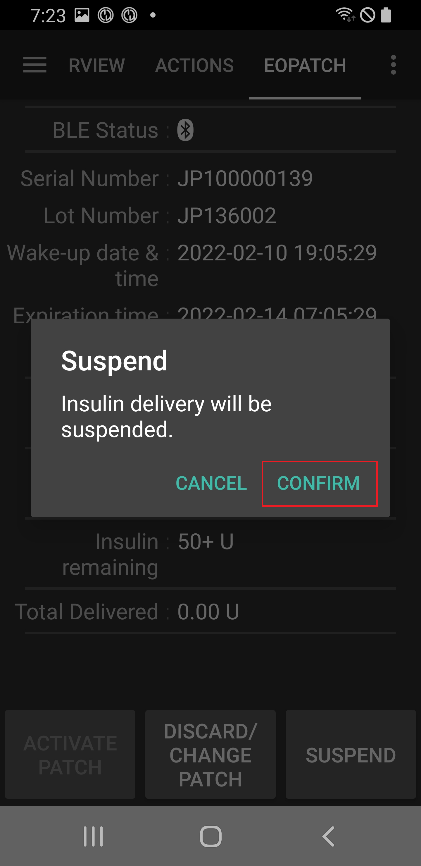 7:23
RVIEW ACTIONS EOPATCH
BLE Status :
Serial Number : JP100000139
Lot Number : JP136002
Wake-up date & : 2022-02-10 19:05:29
time
Expiration time : 2022-02-14 07:05:29
Suspend
Insulin delivery will be
suspended.
CANCEL CONFIRM
Insulin : 50+ U
remaining
Total Delivered : 0.00 U
ACTIVATE
PATCH
DISCARD/
CHANGE
PATCH
SUSPEND